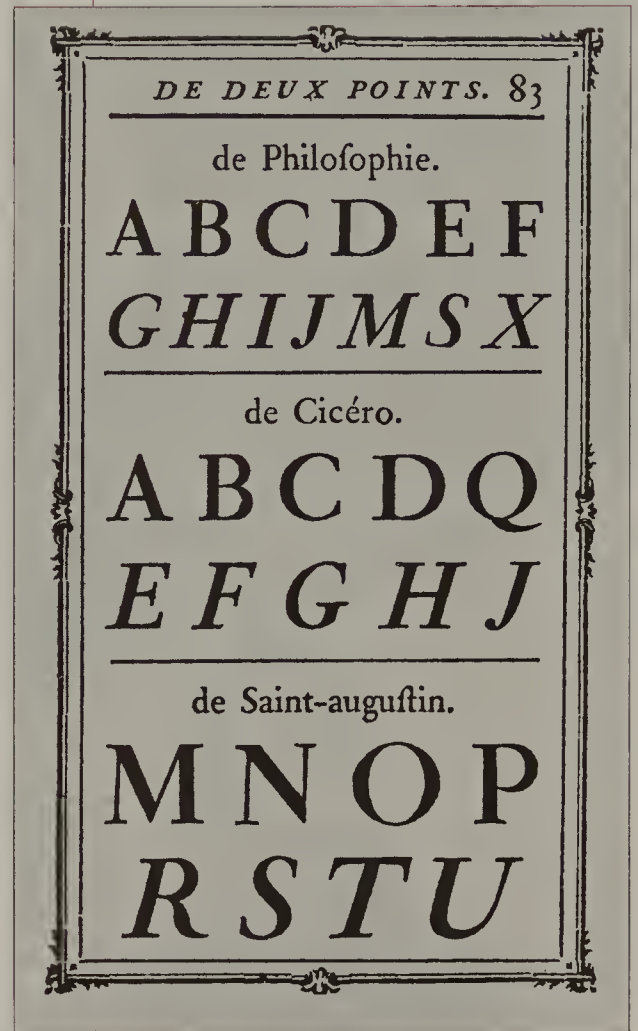 DE DEUX POINTS. 83
de Philoſophie.
A B C D E F
G H I J M S X
de Cicéro.
A B C D Q
E F G H J
de Saint-auguſtin.
M N O P
R S T U